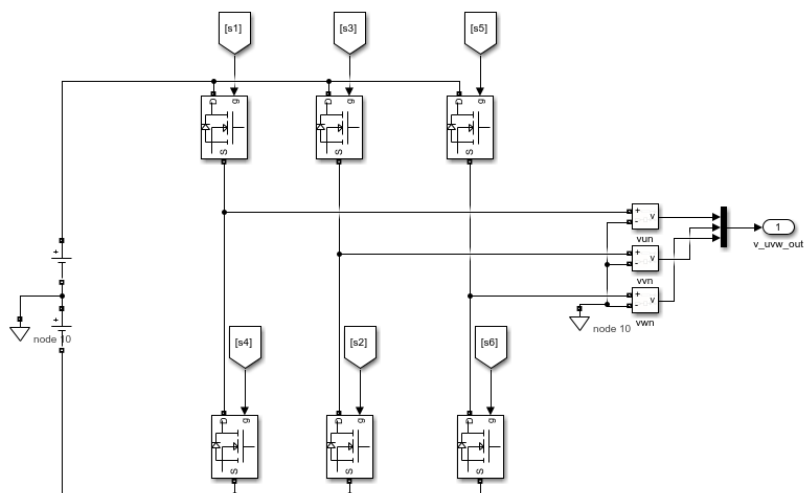 [s1] [s3] [s5]
D g D g D g
S S S
+ v
-
vun
+ v
-
vvn
+ v
-
vwn
1
v_uvw_out
+
+
node 10
node 10
[s4] [s2] [s6]
D g D g D g
S S S